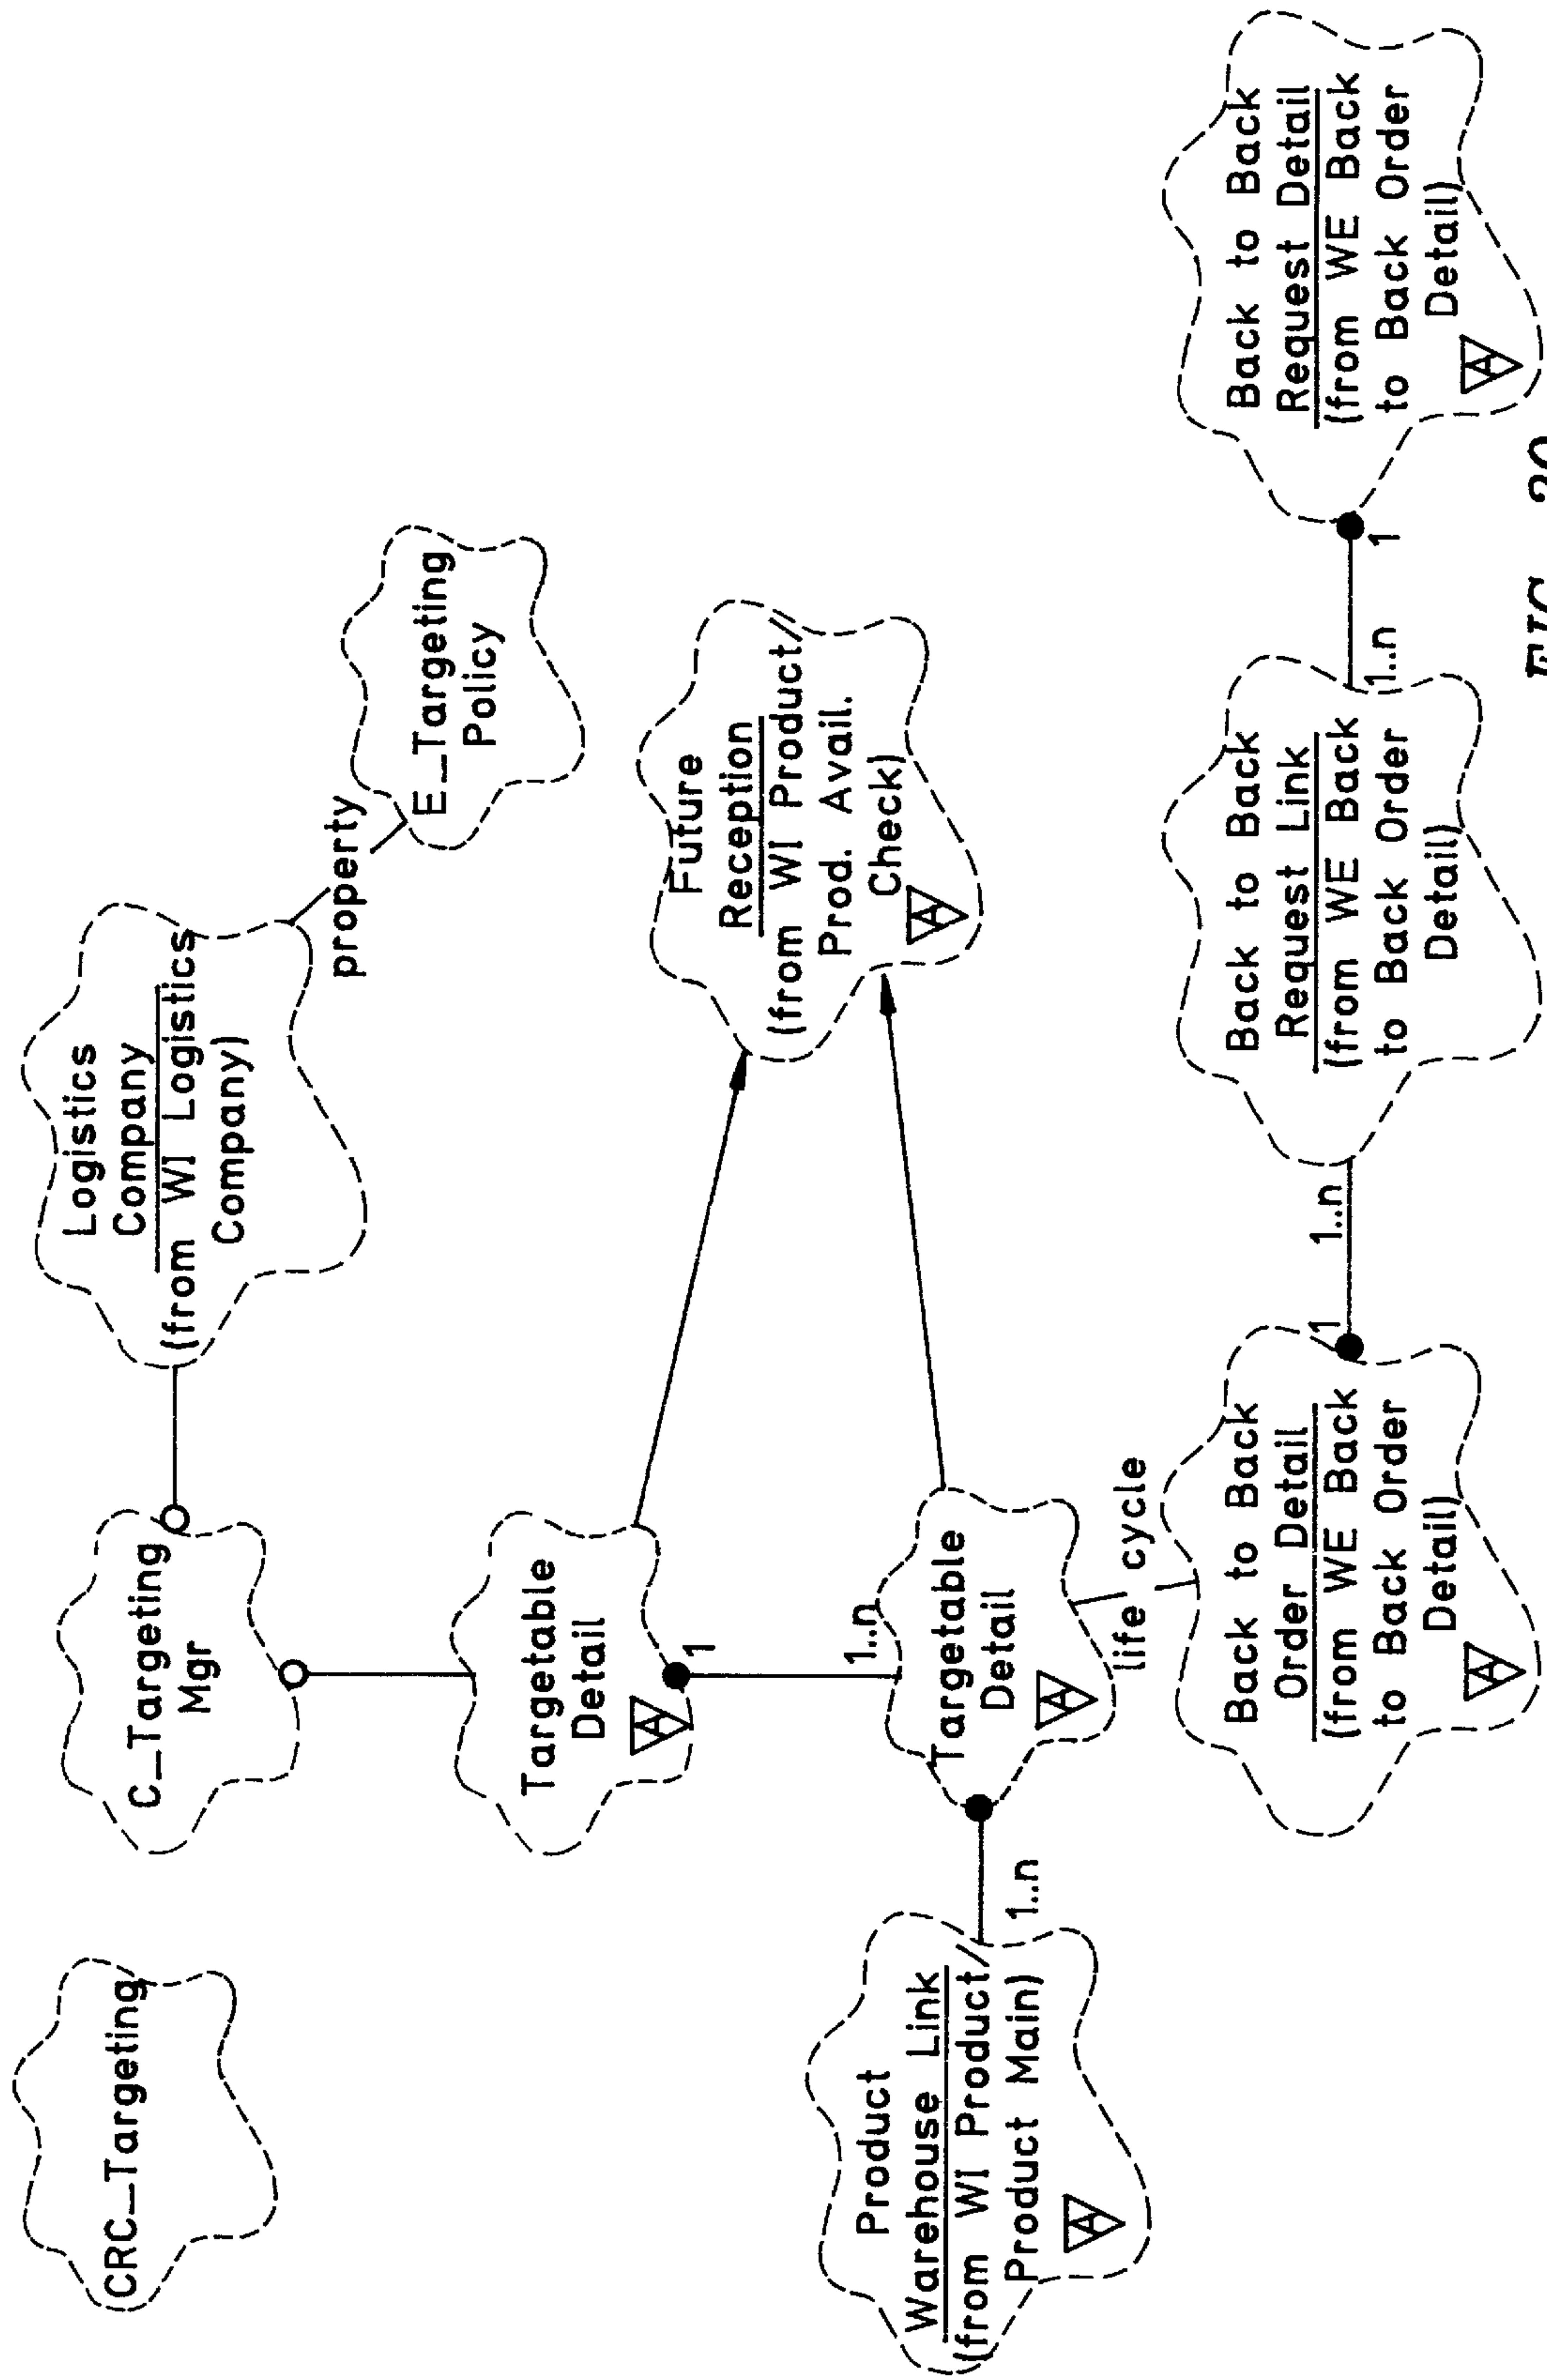 CRC_Targeting
C_Targeting
Mgr
Logistics
Company
(from WI Logistics
Company)
property
E_Targeting
Policy
Targetable
Detail
A
1
1..n
Future
Reception
(from WI Product/
Prod. Avail.
Check)
A
Product
Warehouse Link
(from WI Product/
Product Main)
A
1..n
Targetable
Detail
A
life cycle
Back to Back
Order Detail
(from WE Back
to Back Order
Detail)
A
1
1..n
Back to Back
Request Link
(from WE Back
to Back Order
Detail)
1..n
1
Back to Back
Request Detail
(from WE Back
to Back Order
Detail)
A